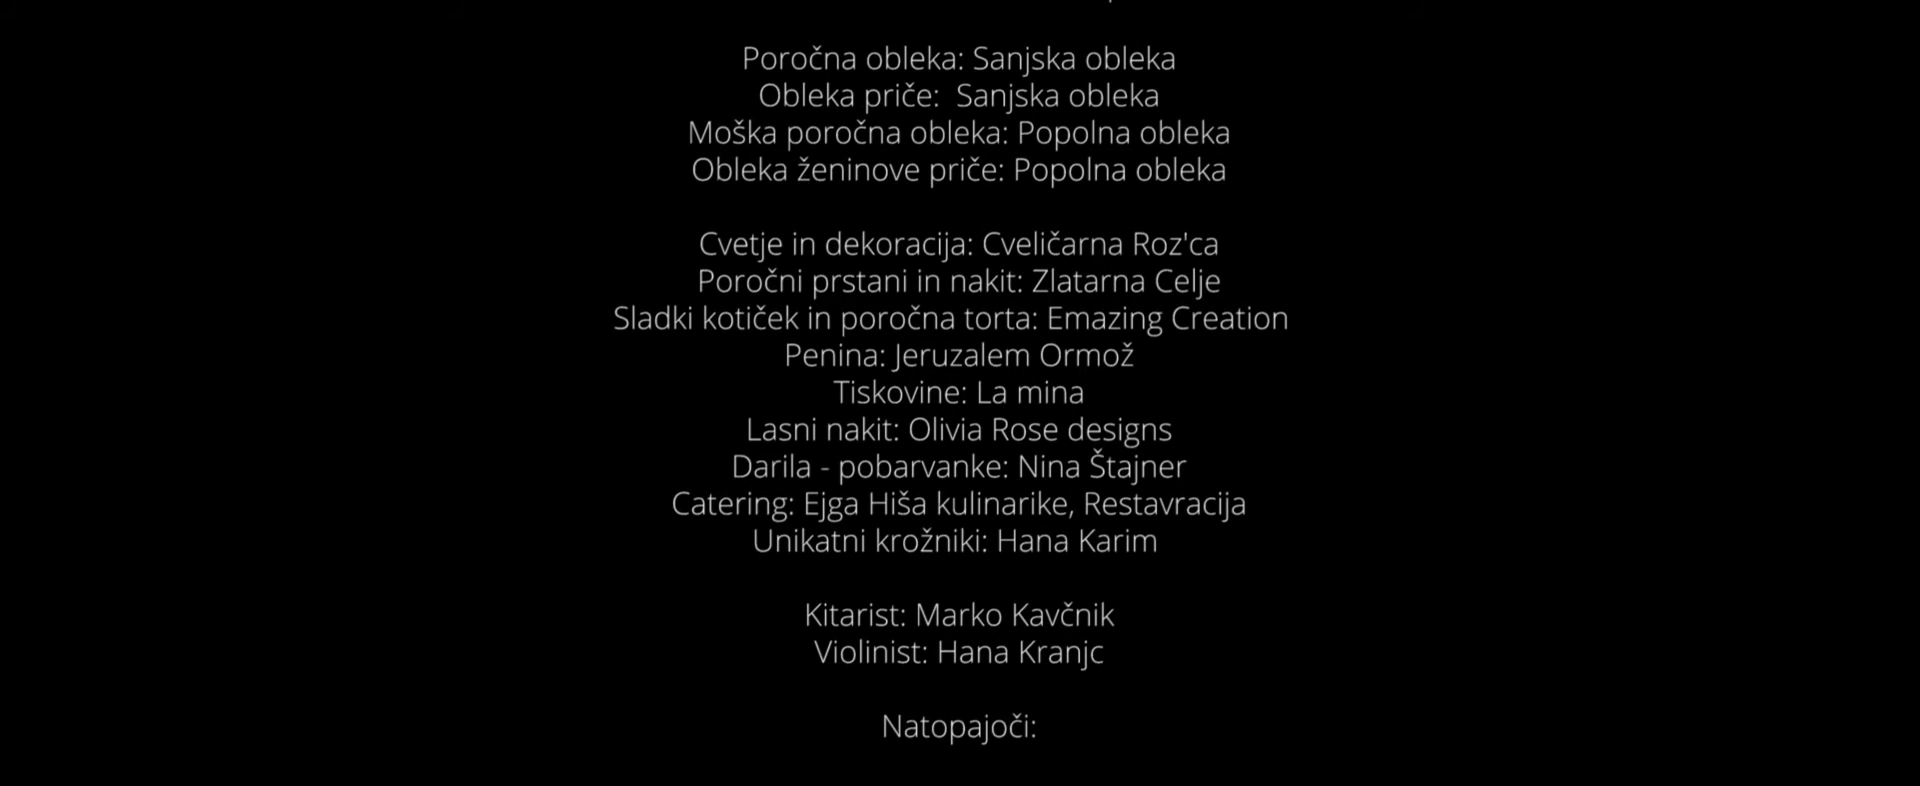 Poročna obleka: Sanjska obleka
Obleka priče:  Sanjska obleka
Moška poročna obleka: Popolna obleka
Obleka ženinove priče: Popolna obleka
Cvetje in dekoracija: Cveličarna Roz'ca
Poročni prstani in nakit: Zlatarna Celje
Sladki kotiček in poročna torta: Emazing Creation
Penina: Jeruzalem Ormož
Tiskovine: La mina
Lasni nakit: Olivia Rose designs
Darila - pobarvanke: Nina Štajner
Catering: Ejga Hiša kulinarike, Restavracija
Unikatni krožniki: Hana Karim
Kitarist: Marko Kavčnik
Violinist: Hana Kranjc
Natopajoči: